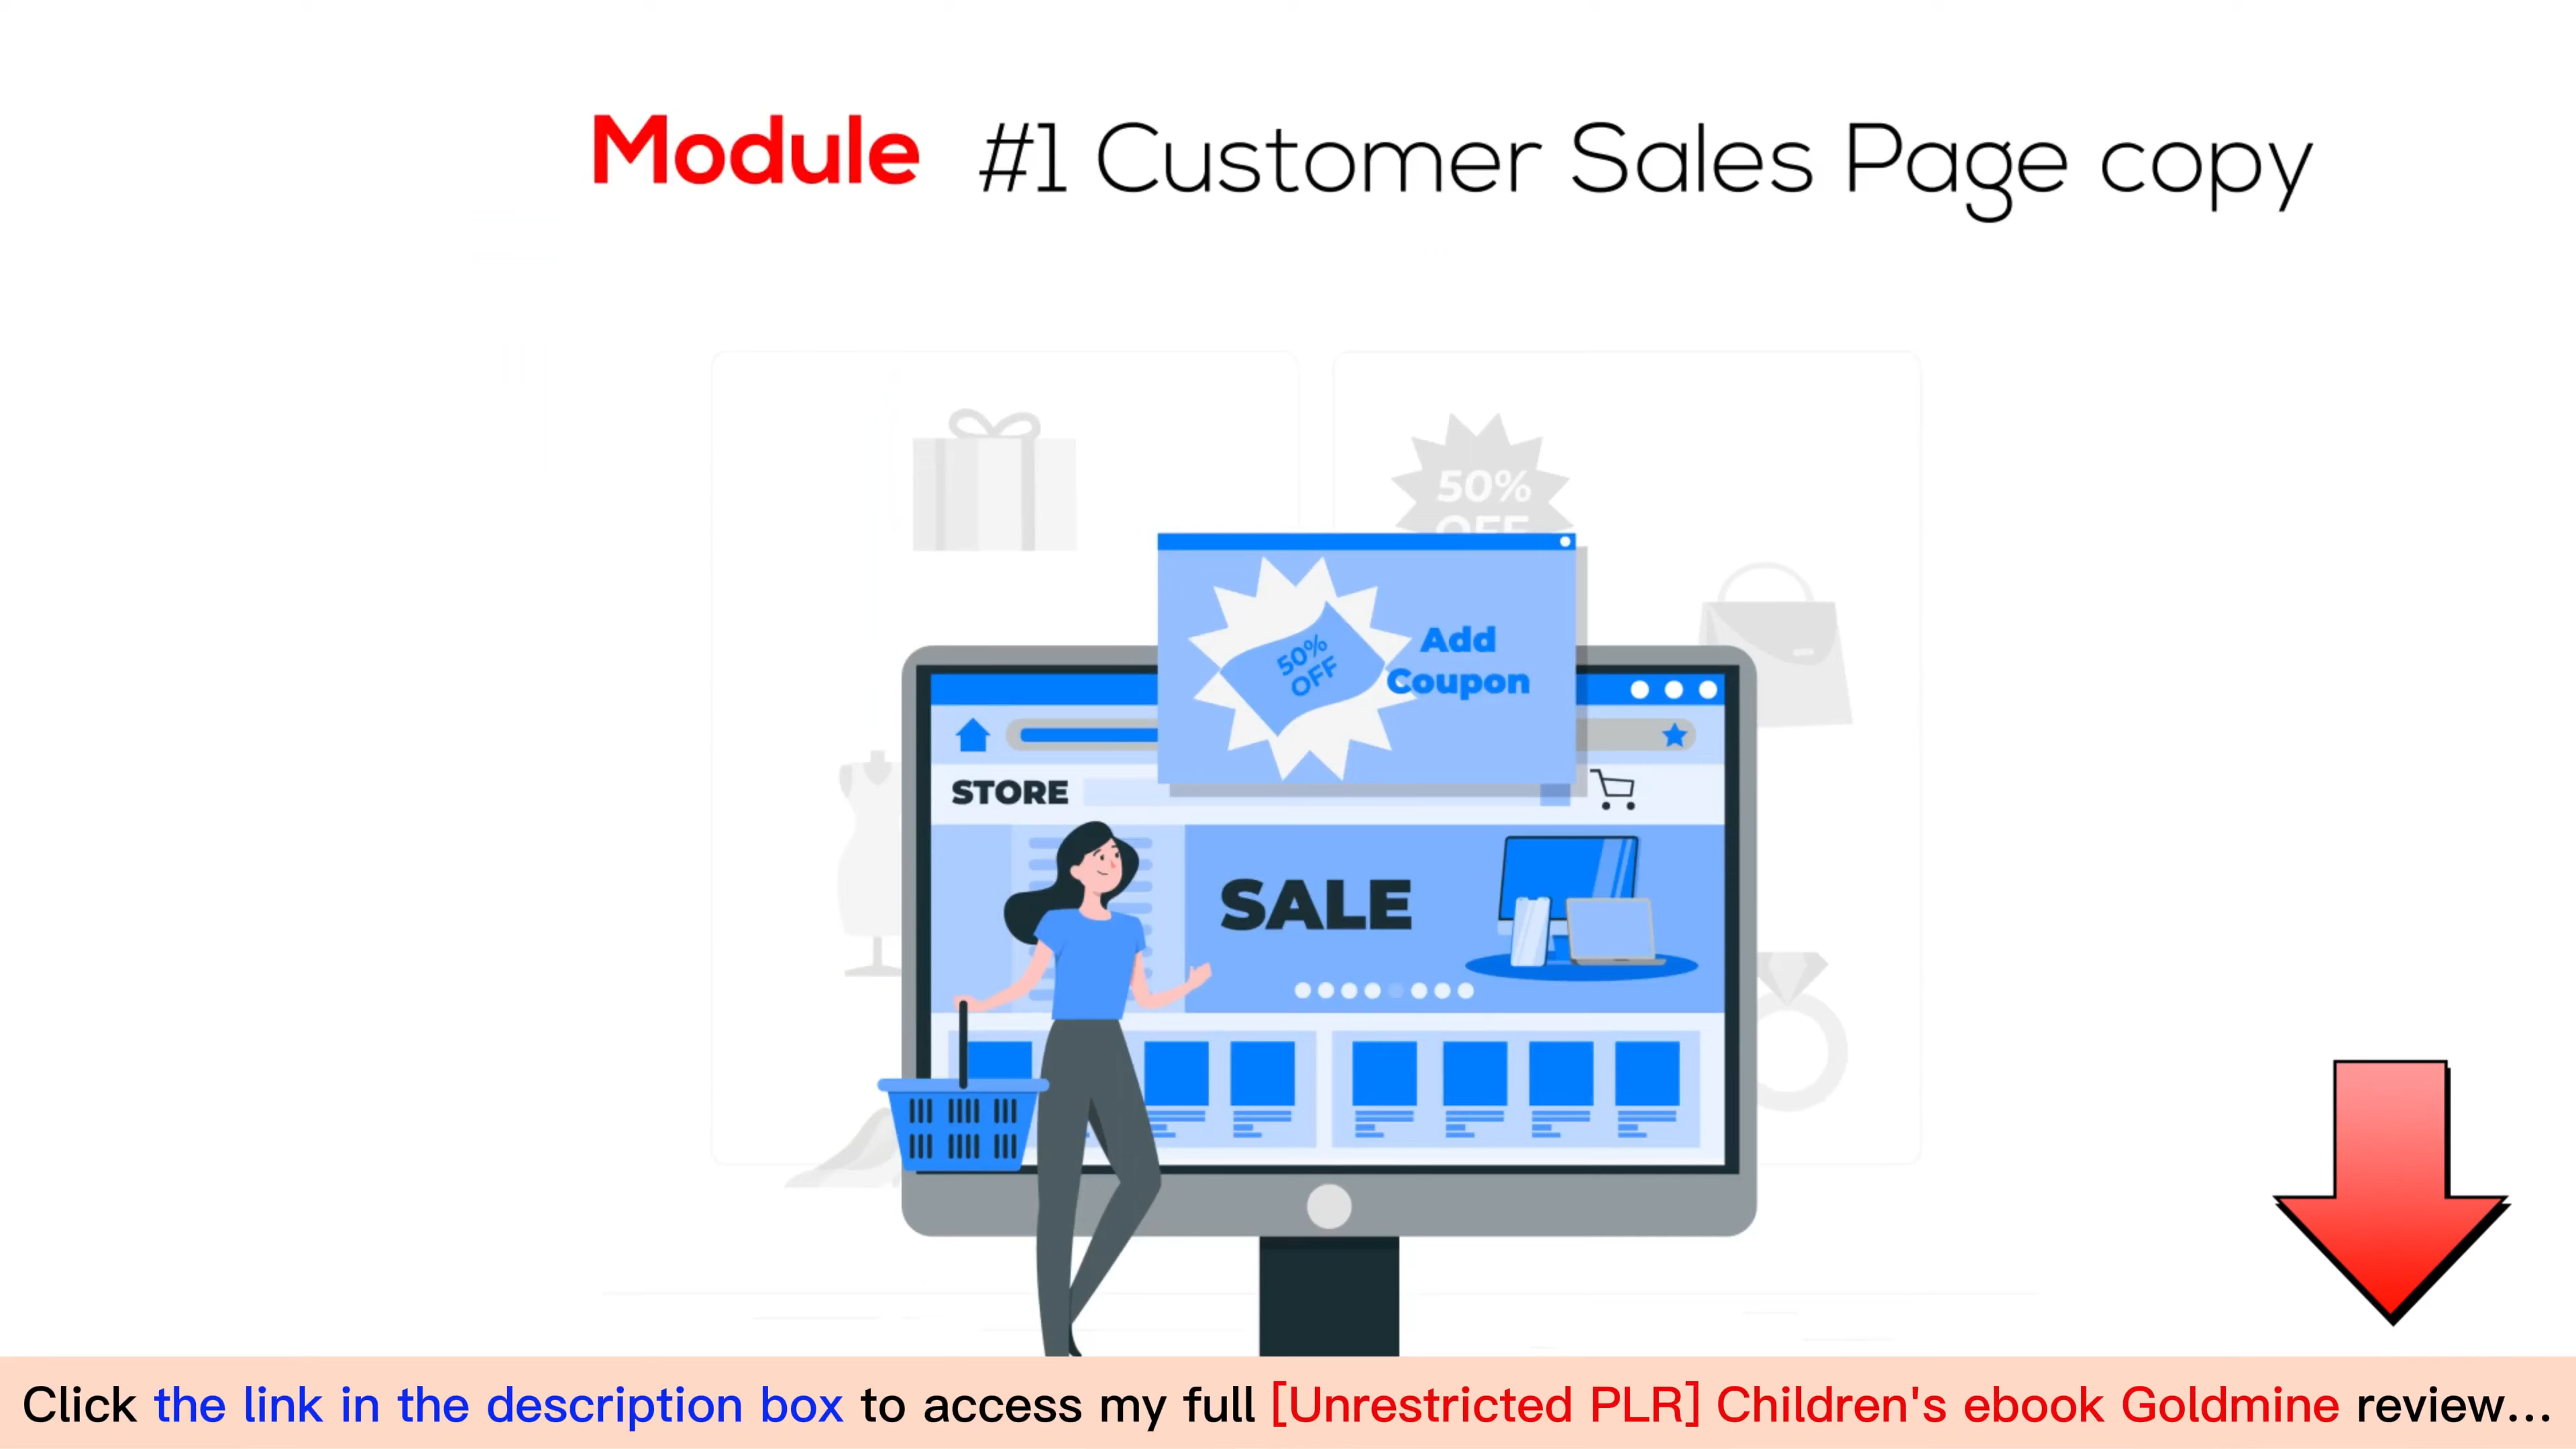 Module #1 Customer Sales Page copy
50%
OFF
50%
OFF
Add
Coupon
STORE
SALE
Click the link in the description box to access my full [Unrestricted PLR] Children's ebook Goldmine review...